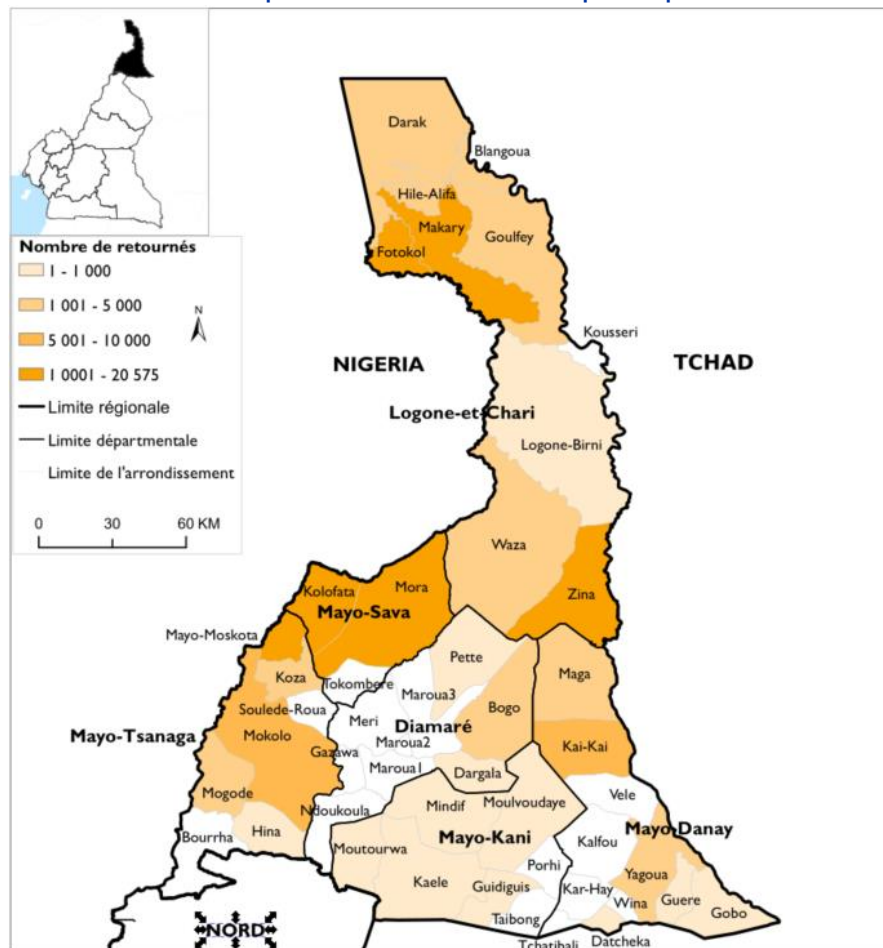 Nombre de retournés
1 - 1 000
1 001 - 5 000
5 001 - 10 000
1 0001 - 20 575
Limite régionale
Limite départmentale
Limite de l'arrondissement
N
0 30 60 KM
Darak
Blangoua
Hile-Alifa
Makary
Goulfey
Fotokol
Kousseri
NIGERIA
TCHAD
Logone-et-Chari
Logone-Birni
Waza
Kolofata
Mora
Zina
Mayo-Sava
Mayo-Moskota
Pette
Koza
Tokombere
Maga
Maroua3
Soulede-Roua
Meri
Bogo
Mayo-Tsanaga
Mokolo
Diamaré
Maroua2
Kai-Kai
Gazawa
Maroua1
Dargala
Mogode
Vele
Ndoukoula
Mindif
Moulvoudaye
Hina
Bourrha
Mayo-Kani
Mayo-Danay
Kalfou
Moutourwa
Porhi
Yagoua
Kaele
Guidiguis
Kar-Hay
Guere
Wina
Gobo
Taibong
NORD
Tchatibali
Datcheka